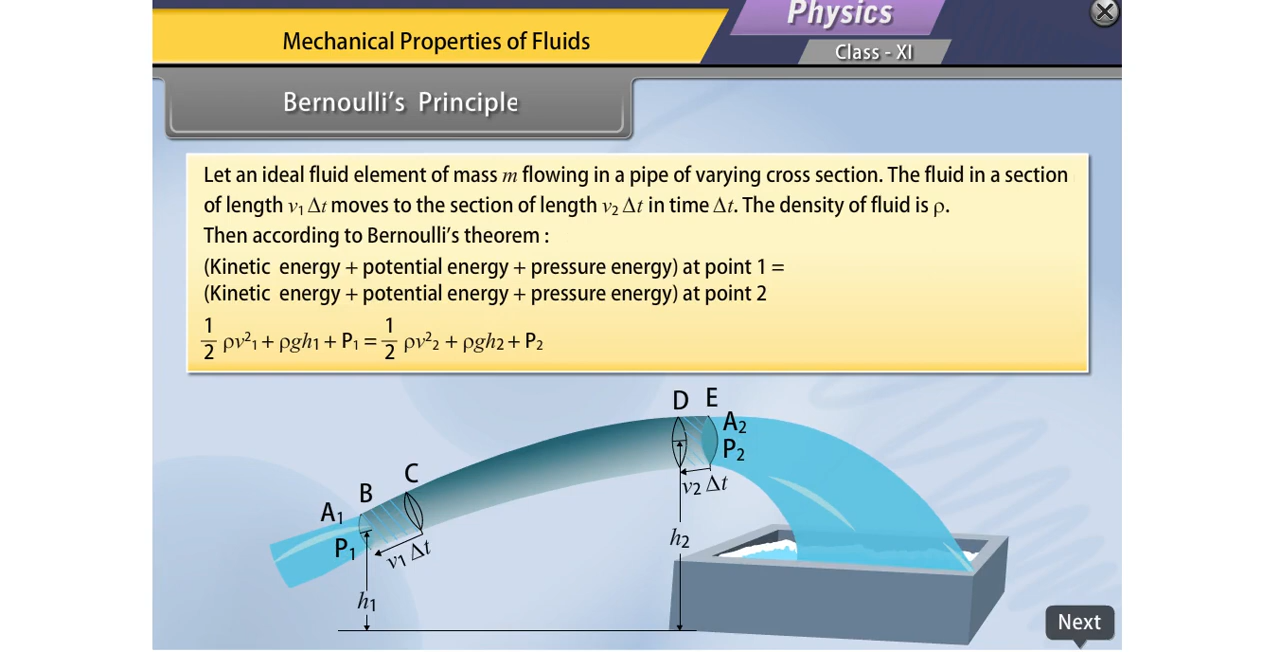 Physics
Mechanical Properties of Fluids
Class - XI
Bernoulli's Principle
Let an ideal fluid element of mass m flowing in a pipe of varying cross section. The fluid in a section
of length v₁ Δt moves to the section of length v₂ Δt in time Δt. The density of fluid is ρ.
Then according to Bernoulli's theorem :
(Kinetic energy + potential energy + pressure energy) at point 1 =
(Kinetic energy + potential energy + pressure energy) at point 2
1/2 ρv²₁ + ρgh₁ + P₁ = 1/2 ρv²₂ + ρgh₂ + P₂
D E
A₂
P₂
v₂ Δt
C
B
A₁
P₁
v₁ Δt
h₂
h₁
Next